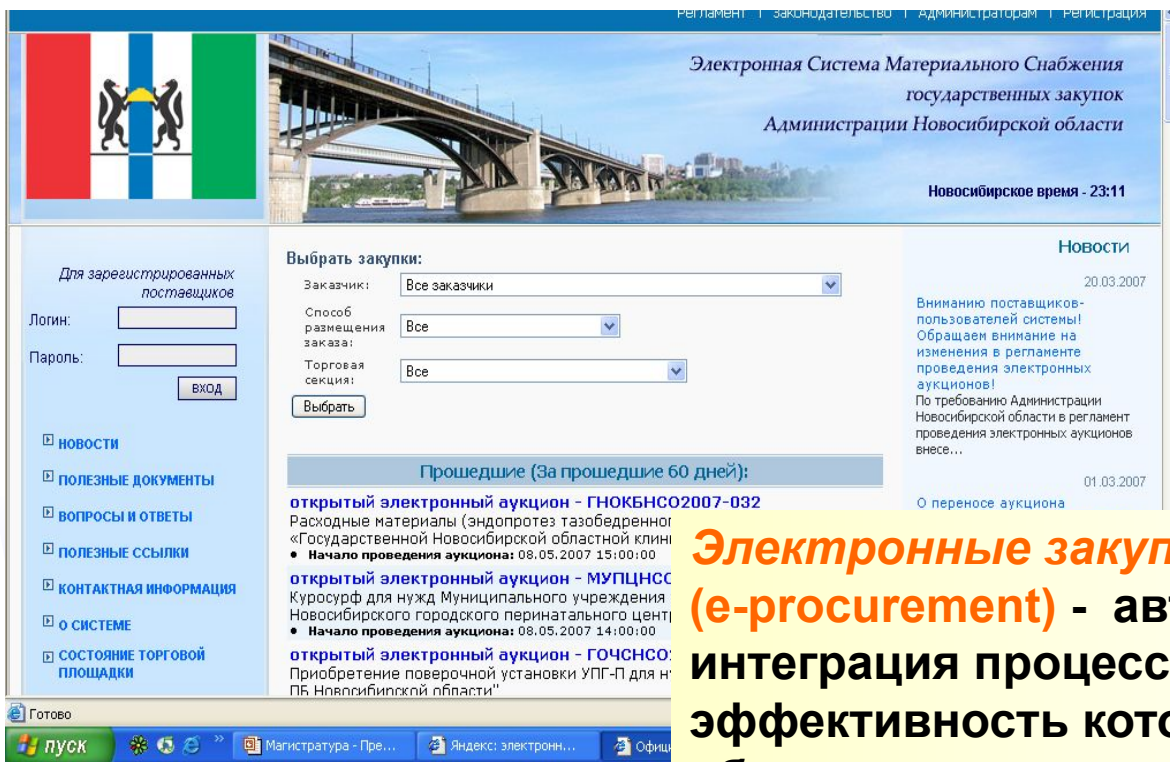 Регламент | Законодательство | Администраторам | Регистрация
Электронная Система Материального Снабжения
государственных закупок
Администрации Новосибирской области
Новосибирское время - 23:11
Для зарегистрированных
поставщиков
Логин:
Пароль:
ВХОД
НОВОСТИ
ПОЛЕЗНЫЕ ДОКУМЕНТЫ
ВОПРОСЫ И ОТВЕТЫ
ПОЛЕЗНЫЕ ССЫЛКИ
КОНТАКТНАЯ ИНФОРМАЦИЯ
О СИСТЕМЕ
СОСТОЯНИЕ ТОРГОВОЙ
ПЛОЩАДКИ
Выбрать закупки:
Заказчик: Все заказчики
Способ
размещения
заказа: Все
Торговая
секция: Все
Выбрать
Прошедшие (За прошедшие 60 дней):
открытый электронный аукцион - ГНОКБНСО2007-032
Расходные материалы (эндопротез тазобедренног
«Государственной Новосибирской областной клин
• Начало проведения аукциона: 08.05.2007 15:00:00
открытый электронный аукцион - МУПЦНСО
Куросурф для нужд Муниципального учреждения
Новосибирского городского перинатального цент
• Начало проведения аукциона: 08.05.2007 14:00:00
открытый электронный аукцион - ГОЧСНСО
Приобретение поверочной установки УПГ-П для н
ПБ Новосибирской области"
Новости
20.03.2007
Вниманию поставщиков-
пользователей системы!
Обращаем внимание на
изменения в регламенте
проведения электронных
аукционов!
По требованию Администрации
Новосибирской области в регламент
проведения электронных аукционов
внесе...
01.03.2007
О переносе аукциона
Электронные закуп
(e-procurement) - авт
интеграция процесс
эффективность кото
Готово
пуск
Магистратура - Пре...
Яндекс: электронн...
Офиц